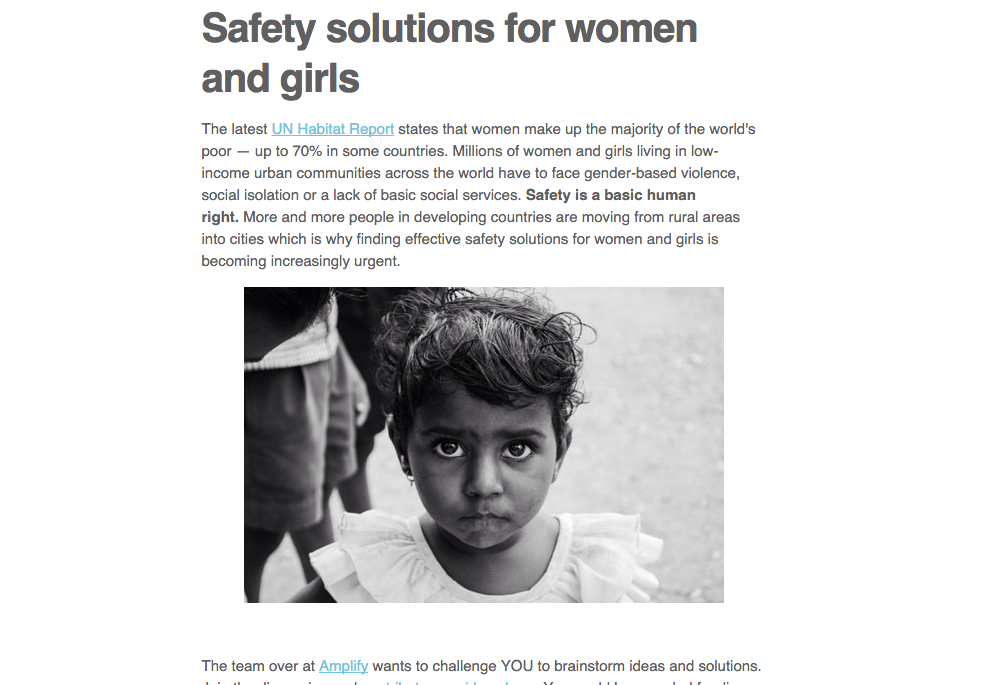 Safety solutions for women
and girls
The latest UN Habitat Report states that women make up the majority of the world's
poor — up to 70% in some countries. Millions of women and girls living in low-
income urban communities across the world have to face gender-based violence,
social isolation or a lack of basic social services. Safety is a basic human
right. More and more people in developing countries are moving from rural areas
into cities which is why finding effective safety solutions for women and girls is
becoming increasingly urgent.
The team over at Amplify wants to challenge YOU to brainstorm ideas and solutions.